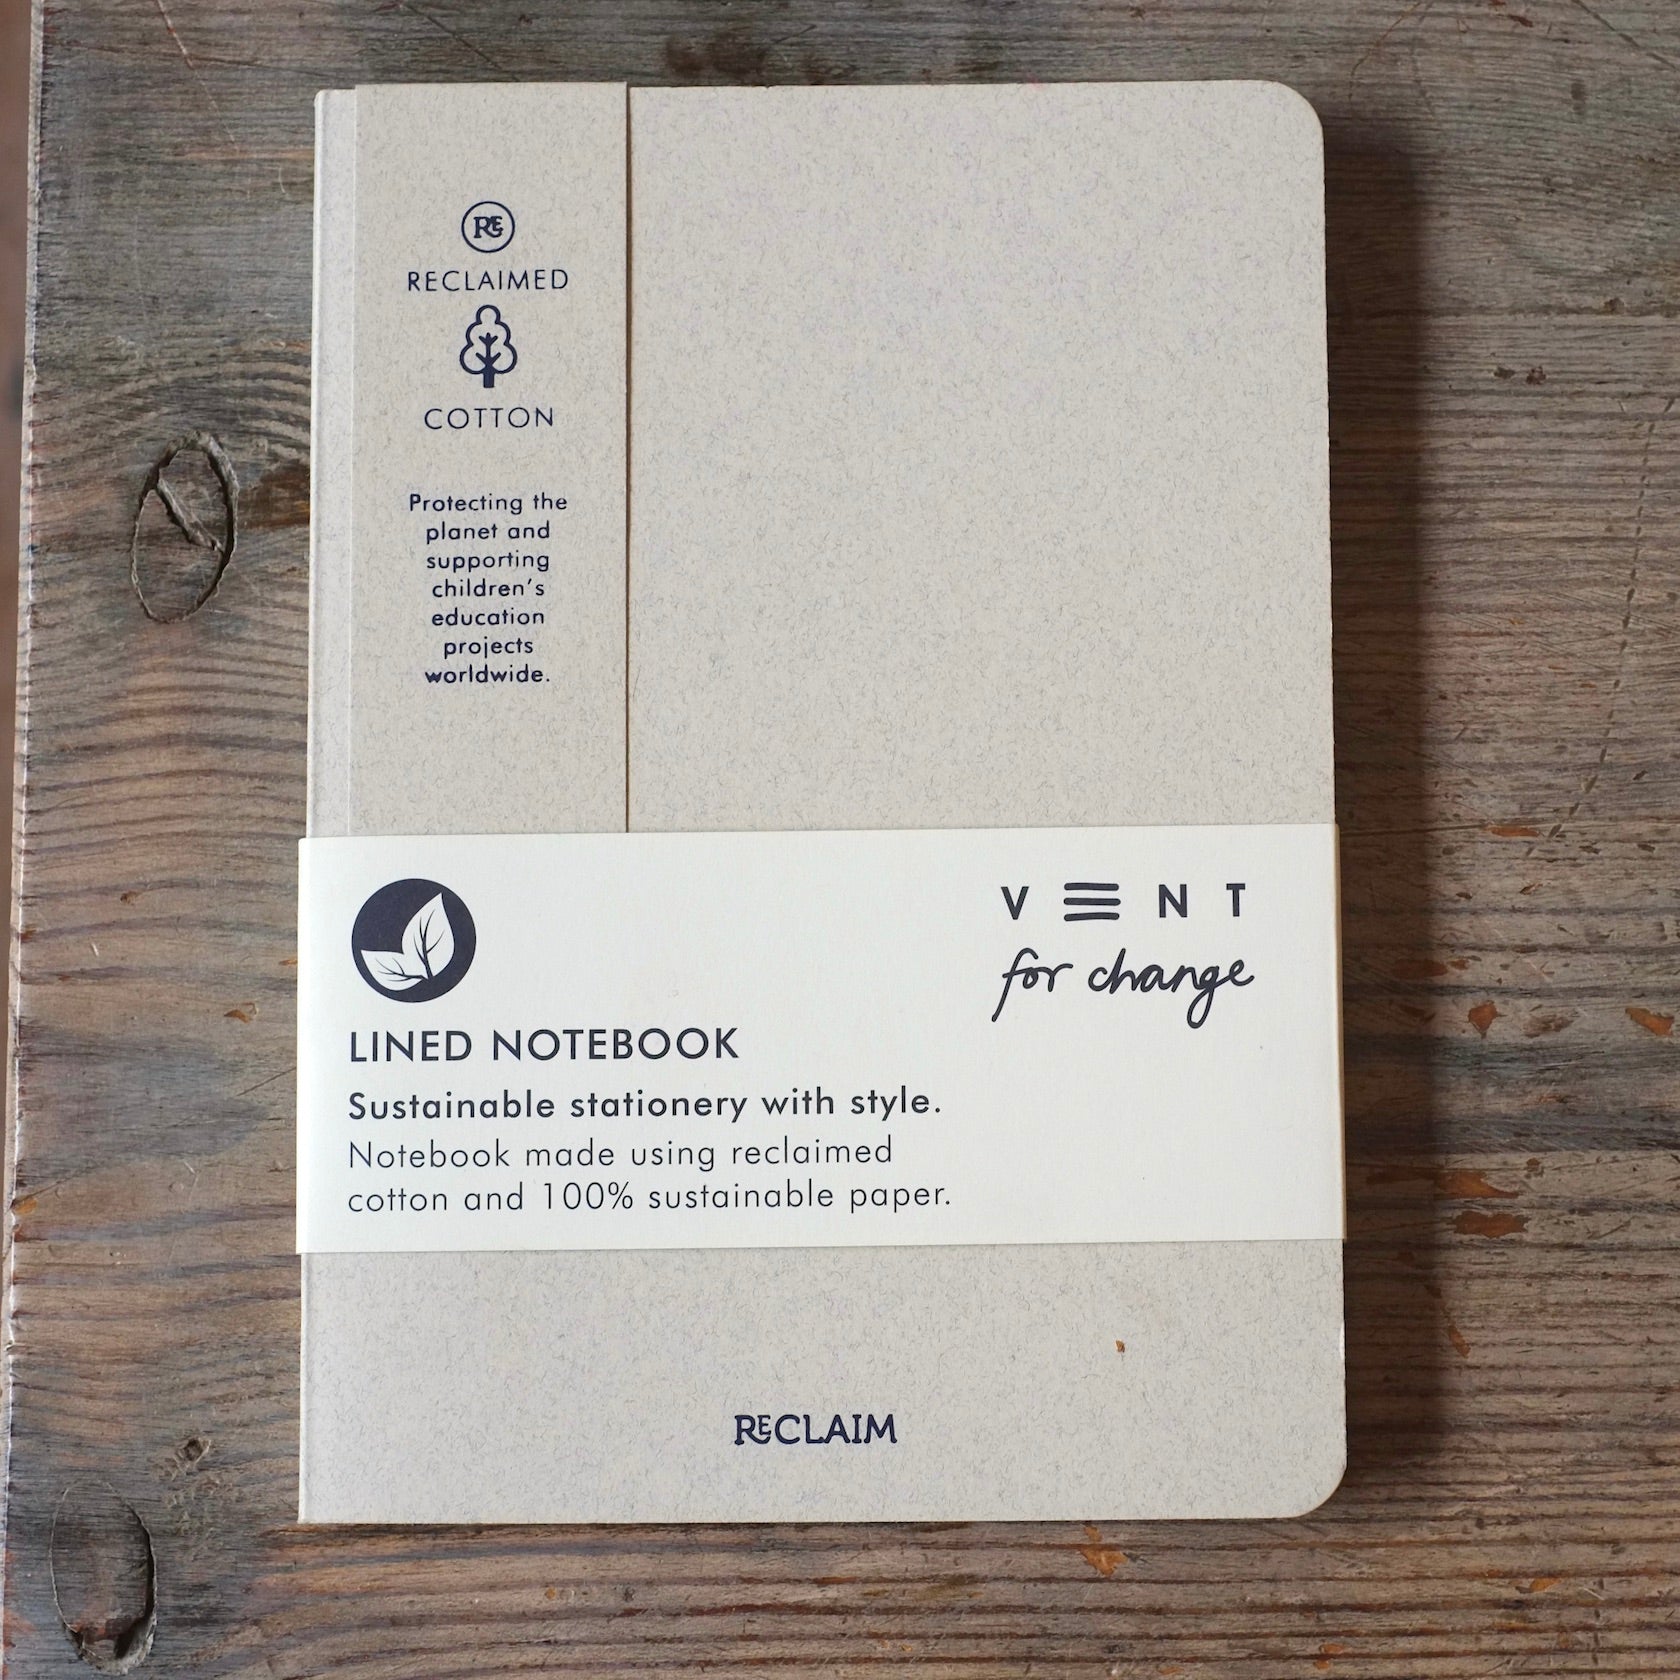 RE
RECLAIMED
COTTON
Protecting the
planet and
supporting
children's
education
projects
worldwide.
VENT
for change
LINED NOTEBOOK
Sustainable stationery with style.
Notebook made using reclaimed
cotton and 100% sustainable paper.
RECLAIM